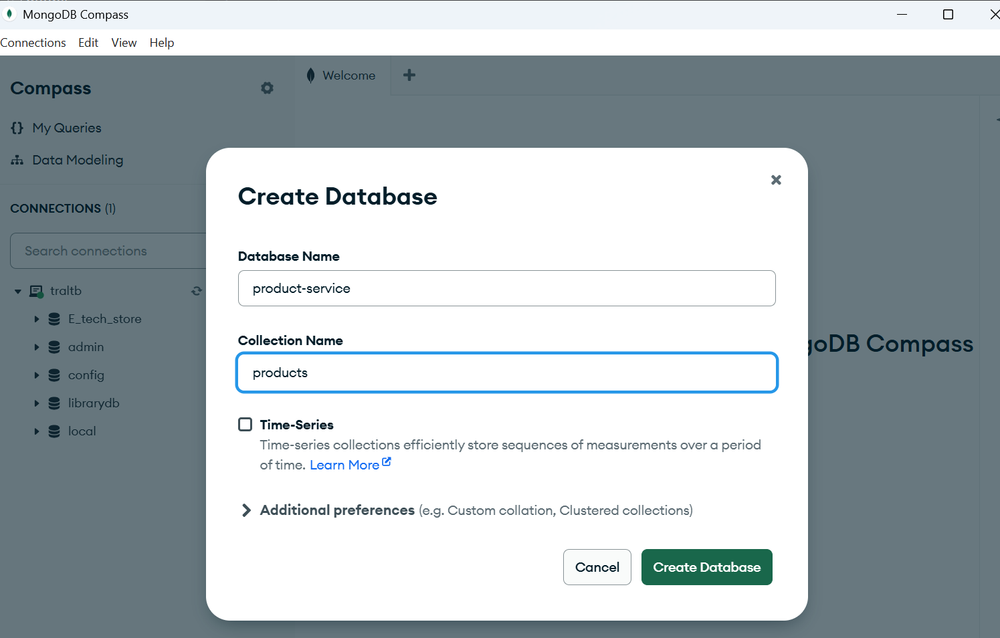 MongoDB Compass
Connections Edit View Help
Compass
Welcome
My Queries
Data Modeling
CONNECTIONS (1)
Search connections
traltb
E_tech_store
admin
config
librarydb
local
Create Database
Database Name
product-service
Collection Name
products
Time-Series
Time-series collections efficiently store sequences of measurements over a period
of time. Learn More
Additional preferences (e.g. Custom collation, Clustered collections)
Cancel Create Database
goDB Compass